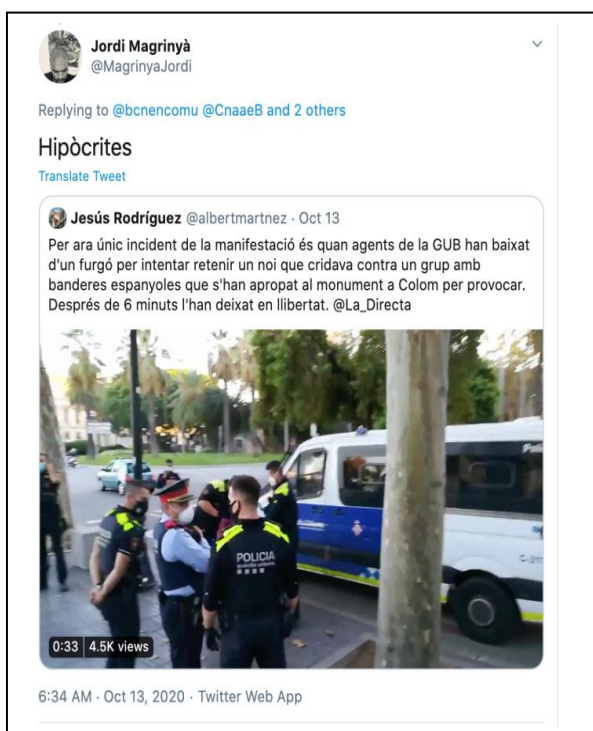 Jordi Magrinyà
@MagrinyaJordi
Replying to @bcnencomu @CnaaeB and 2 others
Hipòcrites
Translate Tweet
Jesús Rodríguez @albertmartnez · Oct 13
Per ara únic incident de la manifestació és quan agents de la GUB han baixat
d'un furgó per intentar retenir un noi que cridava contra un grup amb
banderes espanyoles que s'han apropat al monument a Colom per provocar.
Després de 6 minuts l'han deixat en llibertat. @La_Directa
POLICIA
guàrdia urbana
0:33 4.5K views
6:34 AM · Oct 13, 2020 · Twitter Web App